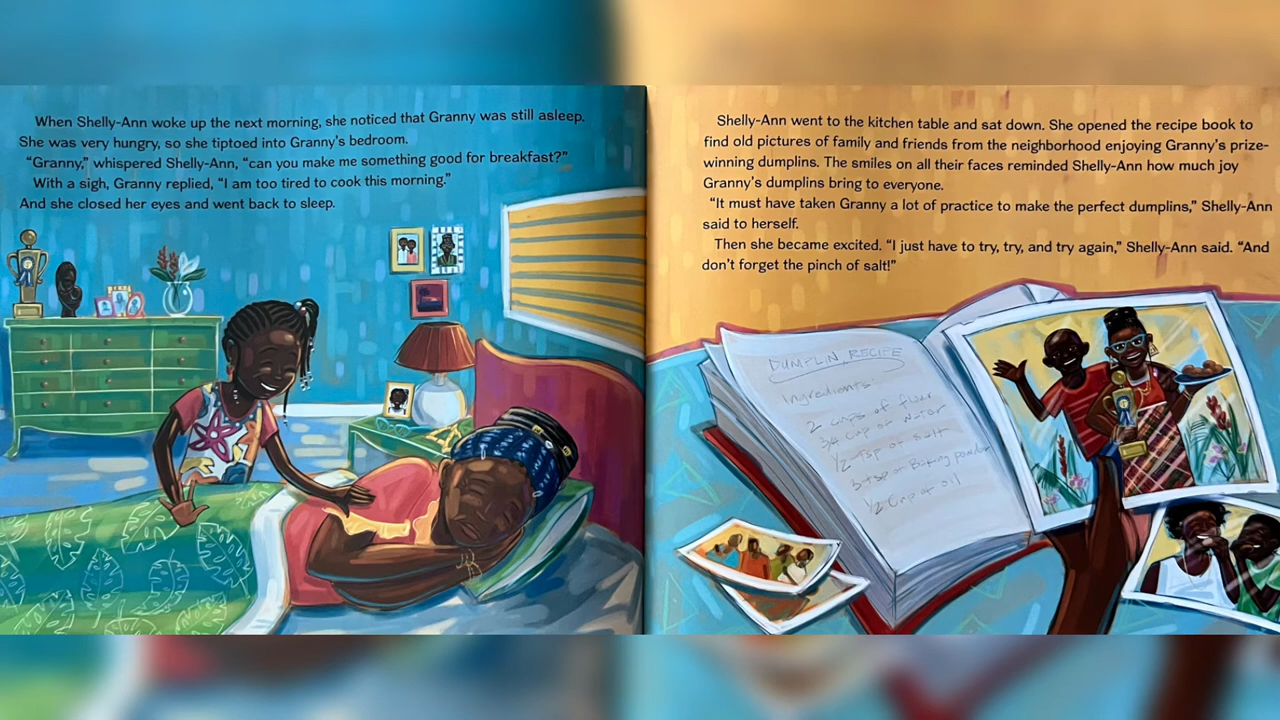 When Shelly-Ann woke up the next morning, she noticed that Granny was still asleep.
She was very hungry, so she tiptoed into Granny's bedroom.
"Granny," whispered Shelly-Ann, "can you make me something good for breakfast?"
With a sigh, Granny replied, "I am too tired to cook this morning."
And she closed her eyes and went back to sleep.
Shelly-Ann went to the kitchen table and sat down. She opened the recipe book to
find old pictures of family and friends from the neighborhood enjoying Granny's prize-
winning dumplins. The smiles on all their faces reminded Shelly-Ann how much joy
Granny's dumplins bring to everyone.
"It must have taken Granny a lot of practice to make the perfect dumplins," Shelly-Ann
said to herself.
Then she became excited. "I just have to try, try, and try again," Shelly-Ann said. "And
don't forget the pinch of salt!"
DUMPLIN RECIPE
Ingredients:
2 cups of flour
3/4 cup of water
1/2 tsp of salt
3 tsp of Baking powder
1/2 cup of oil